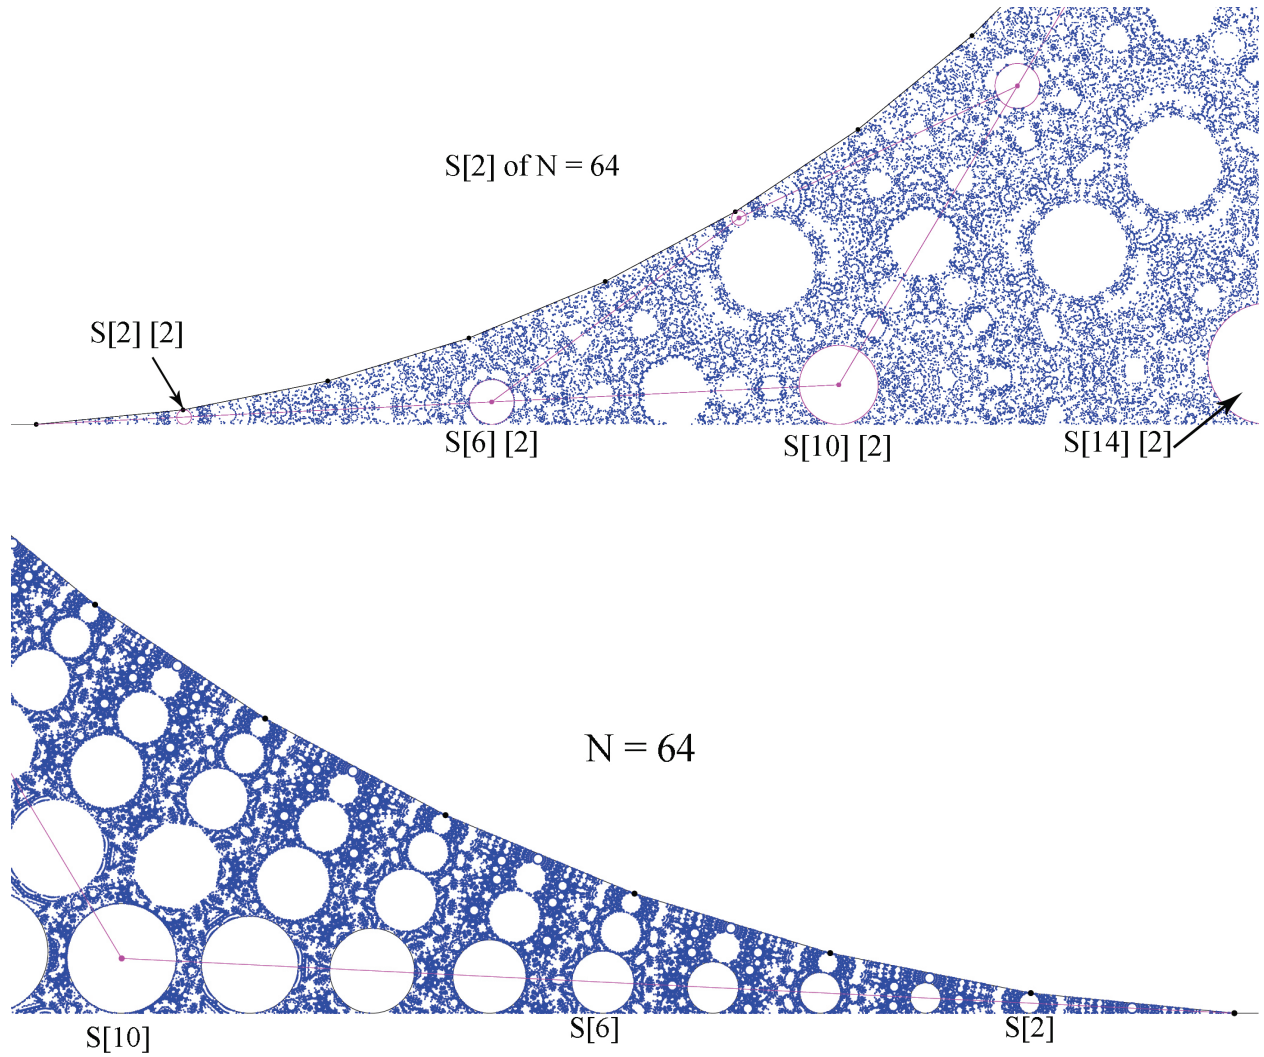 S[2] of N = 64
S[2] [2]
S[6] [2]
S[10] [2]
S[14] [2]
N = 64
S[10]
S[6]
S[2]